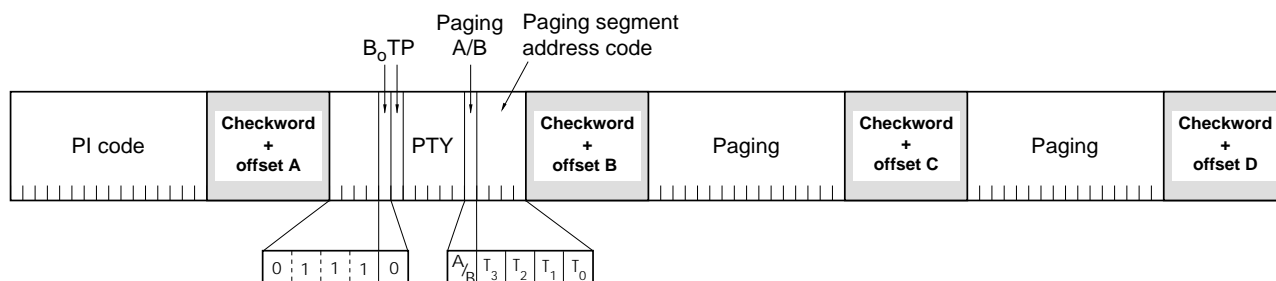 Paging Paging segment
B₀TP A/B address code
PI code Checkword + offset A PTY Checkword + offset B Paging Checkword + offset C Paging Checkword + offset D
0 1 1 1 0 A/B T₃ T₂ T₁ T₀